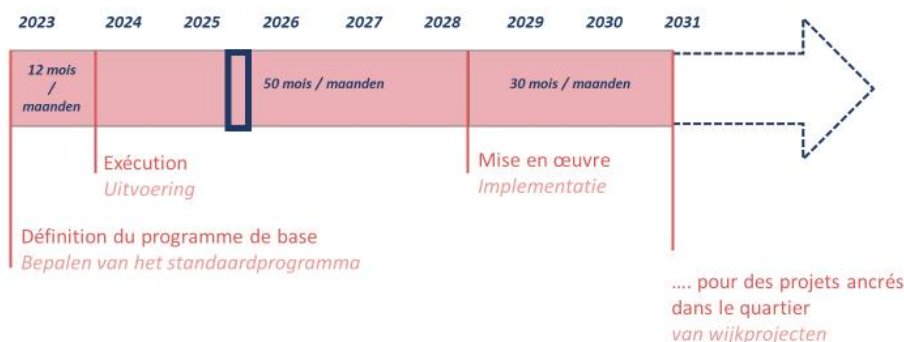 2023 2024 2025 2026 2027 2028 2029 2030 2031
12 mois
/
maanden
50 mois / maanden
30 mois / maanden
Exécution
Uitvoering
Mise en œuvre
Implementatie
Définition du programme de base
Bepalen van het standaardprogramma
.... pour des projets ancrés
dans le quartier
van wijkprojecten